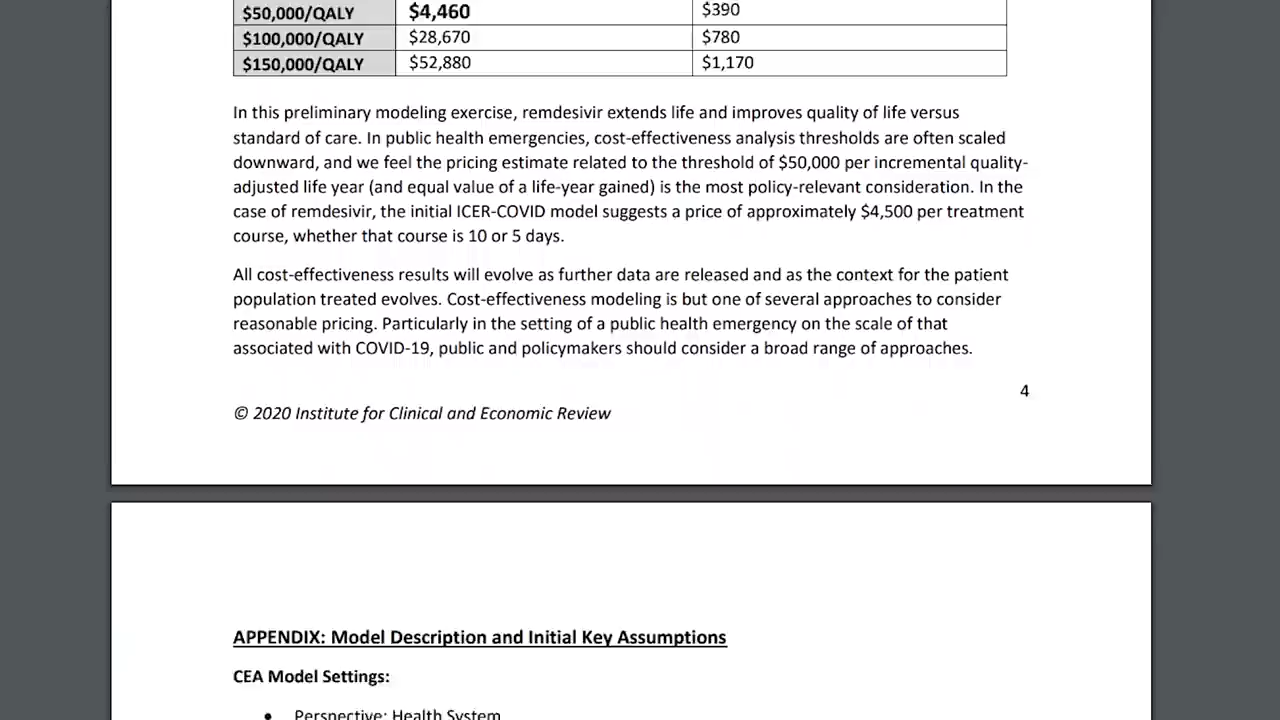 $50,000/QALY $4,460 $390
$100,000/QALY $28,670 $780
$150,000/QALY $52,880 $1,170
In this preliminary modeling exercise, remdesivir extends life and improves quality of life versus
standard of care. In public health emergencies, cost-effectiveness analysis thresholds are often scaled
downward, and we feel the pricing estimate related to the threshold of $50,000 per incremental quality-
adjusted life year (and equal value of a life-year gained) is the most policy-relevant consideration. In the
case of remdesivir, the initial ICER-COVID model suggests a price of approximately $4,500 per treatment
course, whether that course is 10 or 5 days.
All cost-effectiveness results will evolve as further data are released and as the context for the patient
population treated evolves. Cost-effectiveness modeling is but one of several approaches to consider
reasonable pricing. Particularly in the setting of a public health emergency on the scale of that
associated with COVID-19, public and policymakers should consider a broad range of approaches.
4
© 2020 Institute for Clinical and Economic Review
APPENDIX: Model Description and Initial Key Assumptions
CEA Model Settings:
• Perspective: Health System